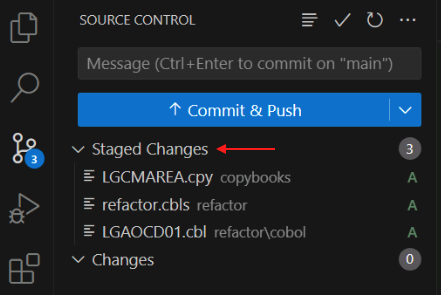 SOURCE CONTROL
Message (Ctrl+Enter to commit on "main")
Commit & Push
Staged Changes 3
LGCMAREA.cpy copybooks A
refactor.cbls refactor A
LGAOCD01.cbl refactor\cobol A
Changes 0
3